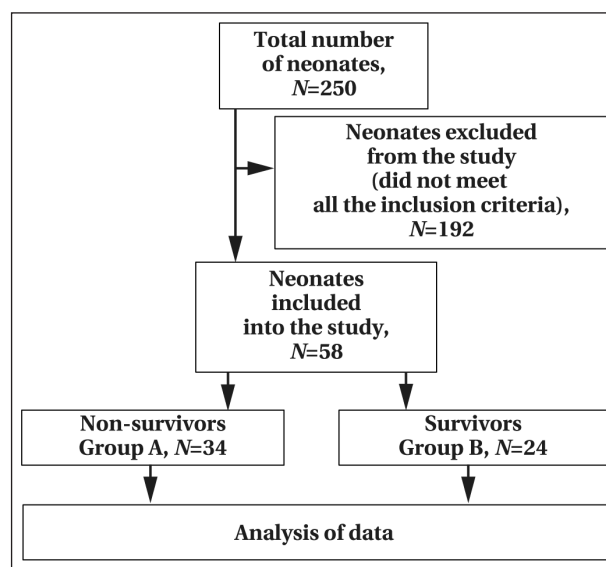 Total number
of neonates,
N=250
Neonates excluded
from the study
(did not meet
all the inclusion criteria),
N=192
Neonates
included
into the study,
N=58
Non-survivors
Group A, N=34
Survivors
Group B, N=24
Analysis of data